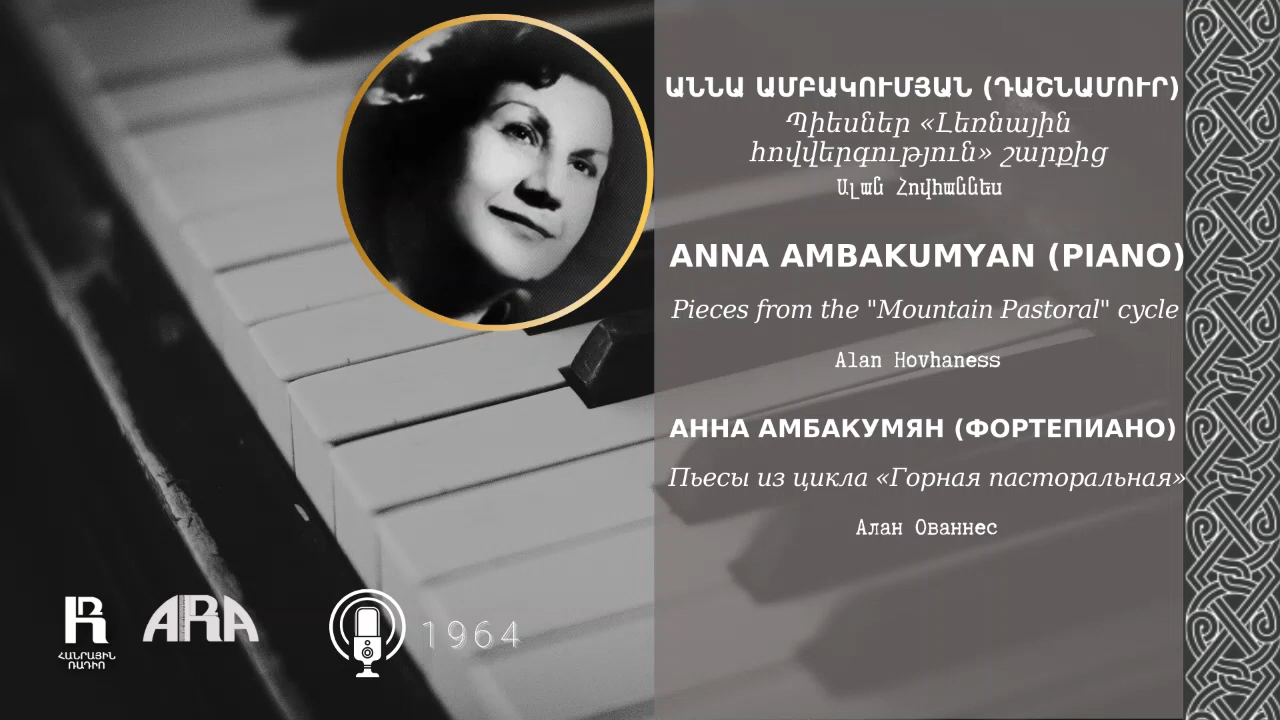 ԱՆՆԱ ԱՄԲԱԿՈՒՄՅԱՆ (ԴԱՇՆԱՄՈՒՐ)
Պիեսներ «Լեռնային
հովվերգություն» շարքից
Ալան Հովհաննես
ANNA AMBAKUMYAN (PIANO)
Pieces from the "Mountain Pastoral" cycle
Alan Hovhaness
АННА АМБАКУМЯН (ФОРТЕПИАНО)
Пьесы из цикла «Горная пасторальная»
Алан Ованнес
ՀԱՆՐԱՅԻՆ
ՌԱԴԻՈ
ARA
1964